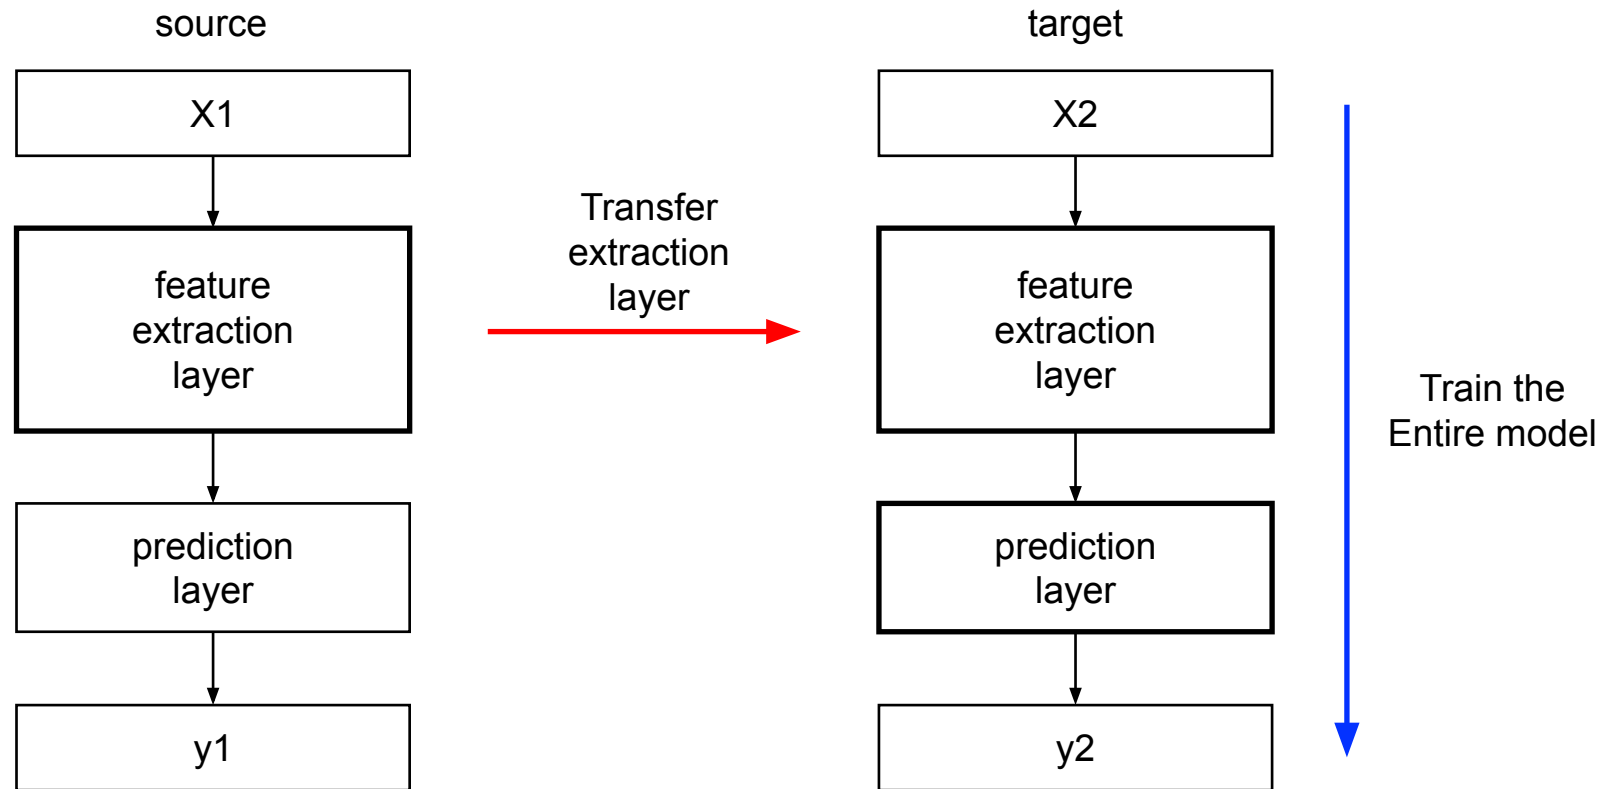 source
X1
feature
extraction
layer
prediction
layer
y1
Transfer
extraction
layer
target
X2
feature
extraction
layer
prediction
layer
y2
Train the
Entire model